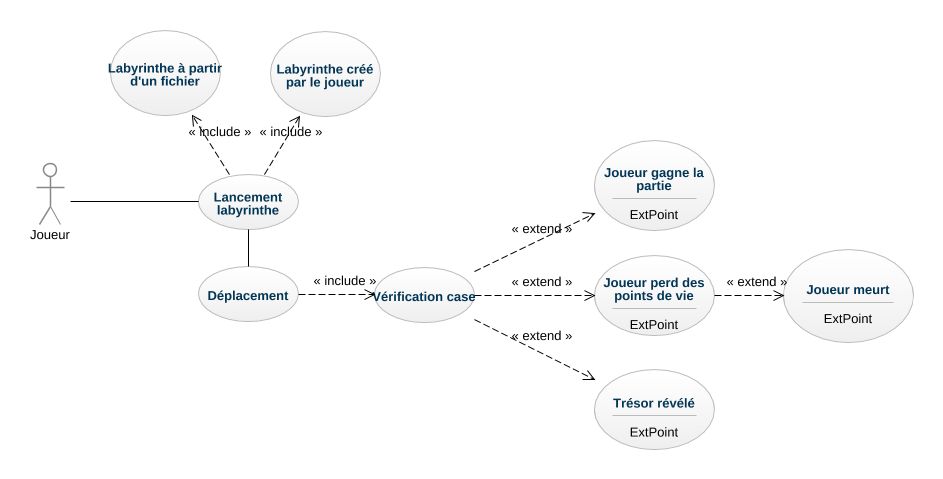 Labyrinthe à partir
d'un fichier
Labyrinthe créé
par le joueur
« include »
« include »
Joueur
Lancement
labyrinthe
Déplacement
« include »
Vérification case
« extend »
Joueur gagne la
partie
ExtPoint
« extend »
Joueur perd des
points de vie
ExtPoint
« extend »
Joueur meurt
ExtPoint
« extend »
Trésor révélé
ExtPoint